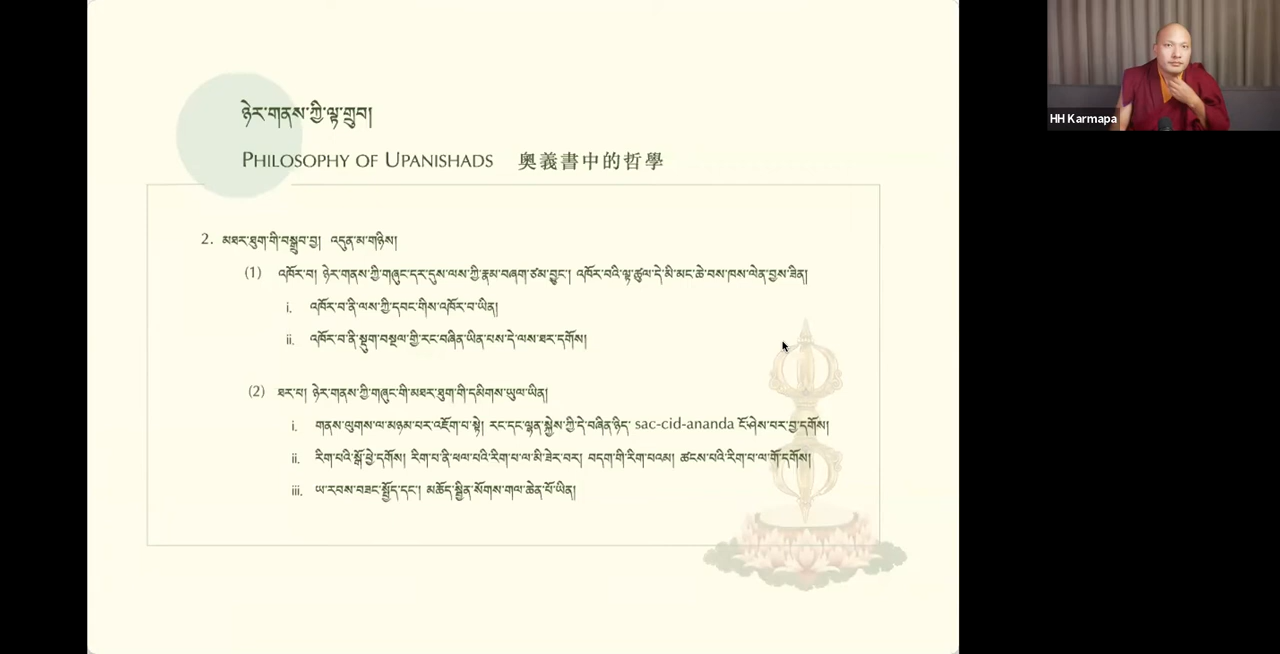 ཉེར་གནས་ཀྱི་ལྟ་གྲུབ།
PHILOSOPHY OF UPANISHADS 奧義書中的哲學
2. མཐར་ཐུག་གི་བསྒྲུབ་བྱ། འདུན་མ་གཉིས།
(1) འཁོར་བ། ཉེར་གནས་ཀྱི་གཞུང་དར་དུས་ལས་ཀྱི་རྣམ་བཞག་ཙམ་བྱུང་། འཁོར་བའི་ལྟ་ཚུལ་དེ་མི་མང་ཆེ་བས་ཁས་ལེན་བྱས་ཟིན།
i. འཁོར་བ་ནི་ལས་ཀྱི་དབང་གིས་འཁོར་བ་ཡིན།
ii. འཁོར་བ་ནི་སྡུག་བསྔལ་གྱི་རང་བཞིན་ཡིན་པས་དེ་ལས་ཐར་དགོས།
(2) ཐར་པ། ཉེར་གནས་ཀྱི་གཞུང་གི་མཐར་ཐུག་གི་དམིགས་ཡུལ་ཡིན།
i. གནས་ལུགས་ལ་མཉམ་པར་འཇོག་པ་སྟེ། རང་དང་ལྷན་སྐྱེས་ཀྱི་དེ་བཞིན་ཉིད་ sac-cid-ananda ངོ་ཤེས་པར་བྱ་དགོས།
ii. རིག་པའི་སྒོ་ཕྱེ་དགོས། རིག་པ་ནི་ཕལ་པའི་རིག་པ་ལ་མི་ཟེར་བར། བདག་གི་རིག་པའམ། ཚངས་པའི་རིག་པ་ལ་གོ་དགོས།
iii. ཡ་རབས་བཟང་སྤྱོད་དང་། མཆོད་སྦྱིན་སོགས་གལ་ཆེན་པོ་ཡིན།
HH Karmapa